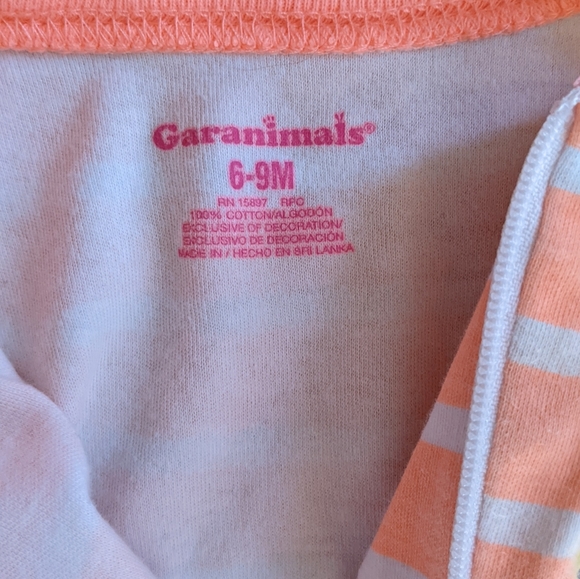 Garanimals®
6-9M
RN 15897 RFC
100% COTTON/ALGODÓN
EXCLUSIVE OF DECORATION/
EXCLUSIVO DE DECORACIÓN
MADE IN / HECHO EN SRI LANKA